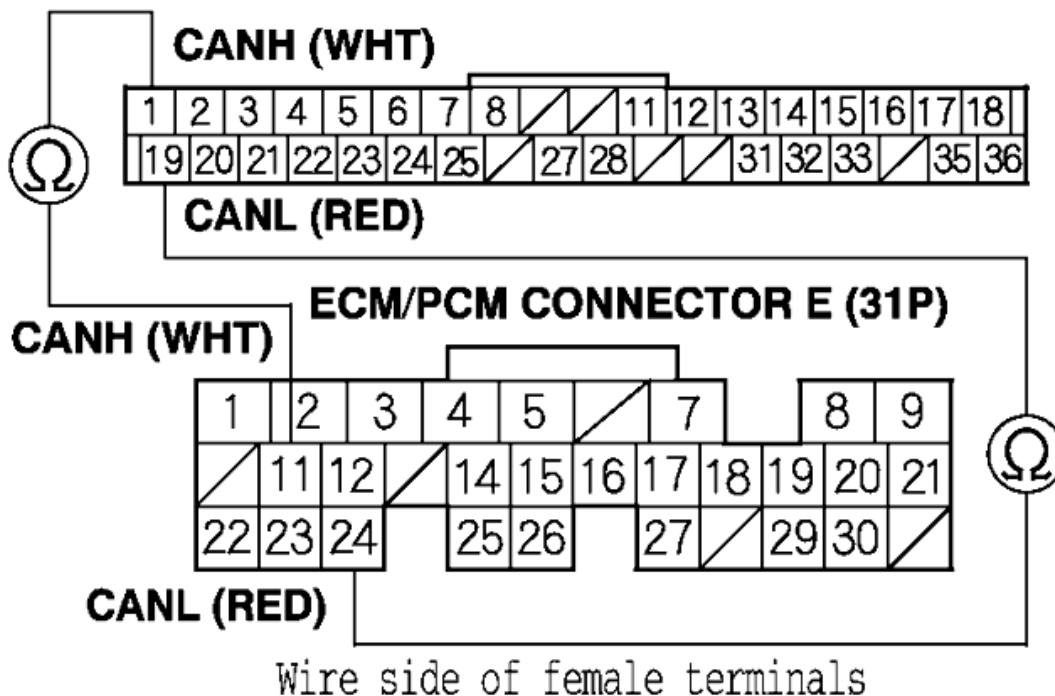 CANH (WHT)
1 2 3 4 5 6 7 8 11 12 13 14 15 16 17 18
Ω
19 20 21 22 23 24 25 27 28 31 32 33 35 36
CANL (RED)
ECM/PCM CONNECTOR E (31P)
CANH (WHT)
1 2 3 4 5 7 8 9
Ω
11 12 14 15 16 17 18 19 20 21
22 23 24 25 26 27 29 30
CANL (RED)
Wire side of female terminals